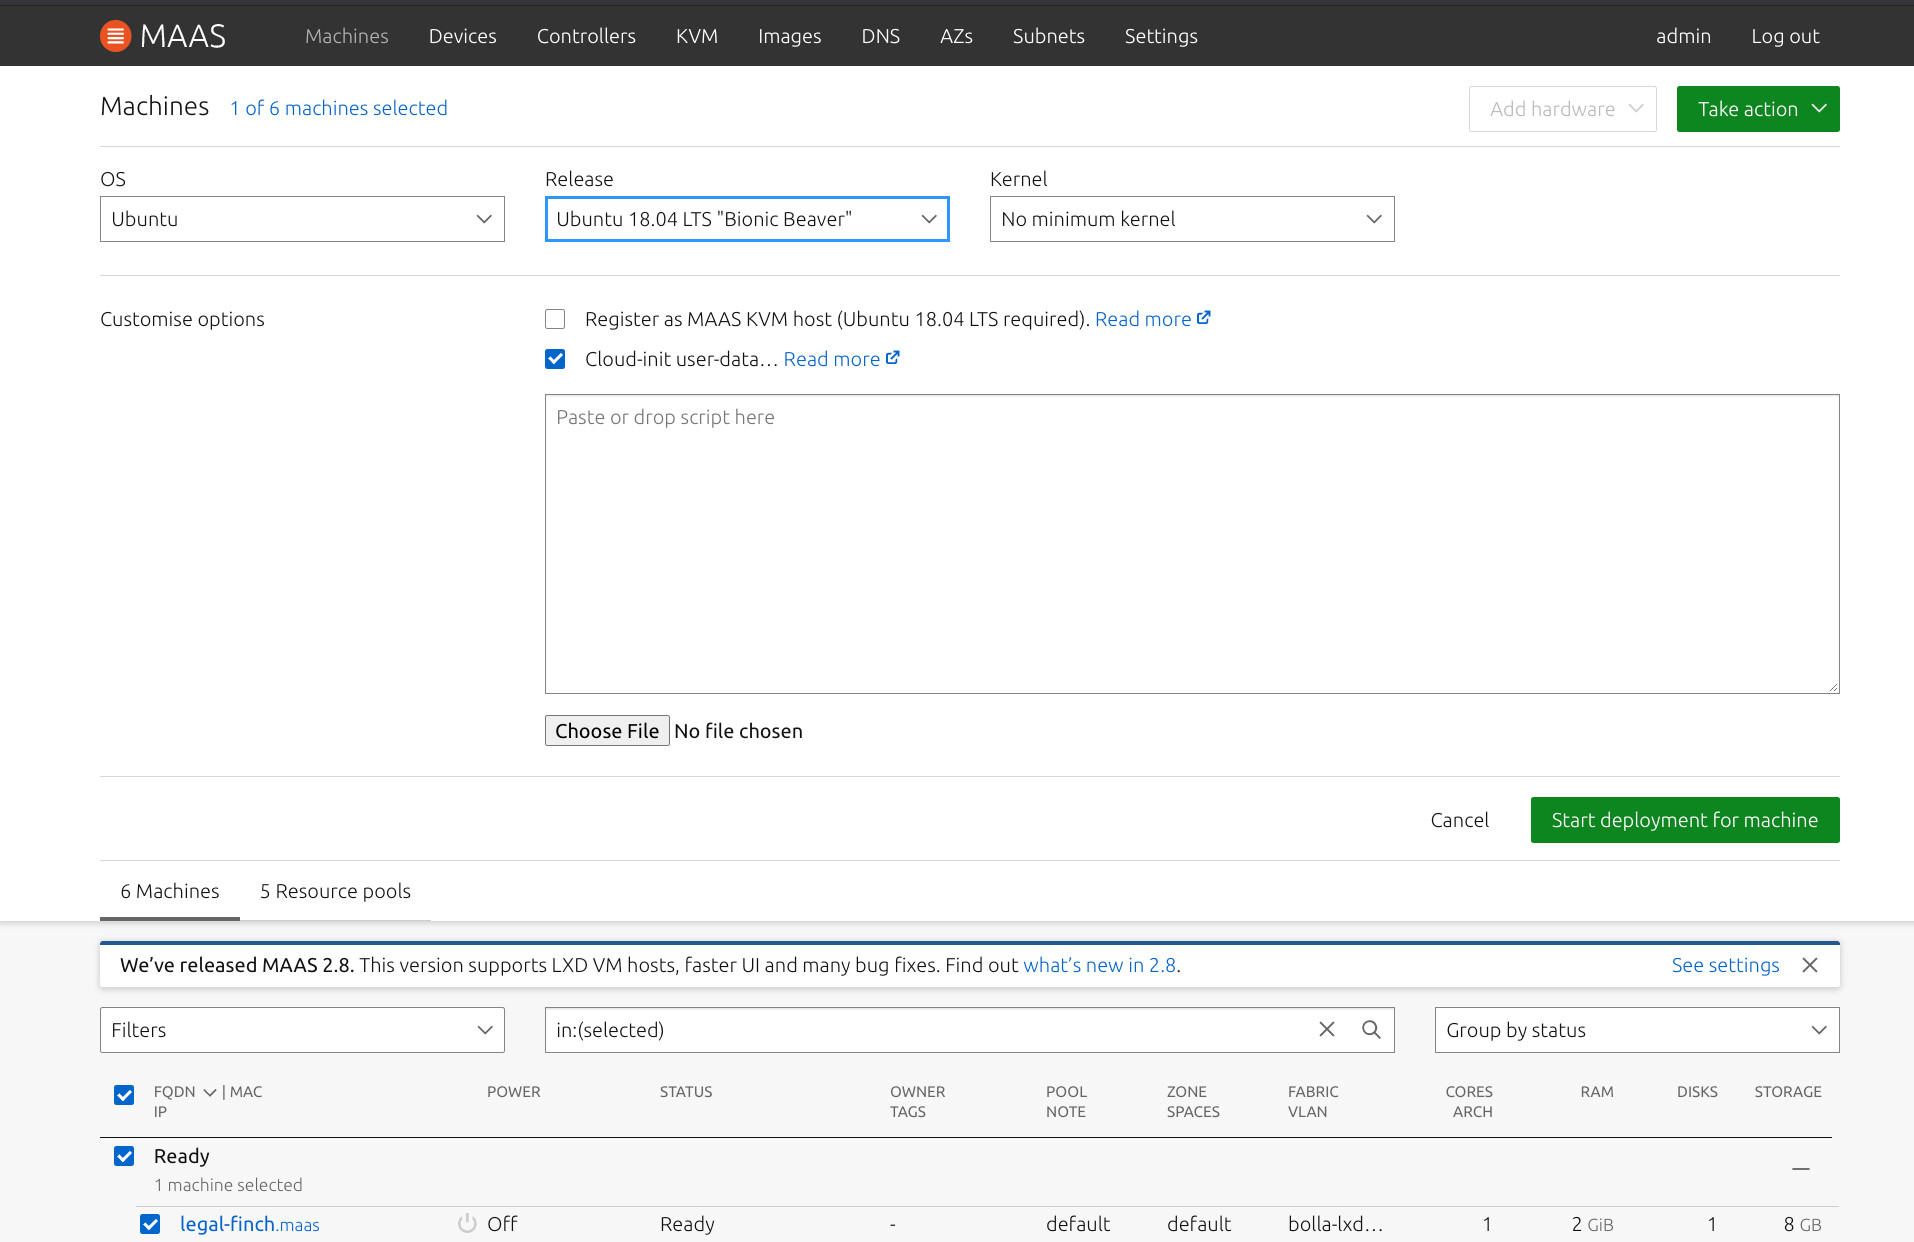 MAAS Machines Devices Controllers KVM Images DNS AZs Subnets Settings admin Log out
Machines 1 of 6 machines selected Add hardware Take action
OS Release Kernel
Ubuntu Ubuntu 18.04 LTS "Bionic Beaver" No minimum kernel
Customise options Register as MAAS KVM host (Ubuntu 18.04 LTS required). Read more
Cloud-init user-data… Read more
Paste or drop script here
Choose File No file chosen
Cancel Start deployment for machine
6 Machines 5 Resource pools
We’ve released MAAS 2.8. This version supports LXD VM hosts, faster UI and many bug fixes. Find out what’s new in 2.8. See settings
Filters in:(selected) Group by status
FQDN | MAC POWER STATUS OWNER POOL ZONE FABRIC CORES RAM DISKS STORAGE
IP TAGS NOTE SPACES VLAN ARCH
Ready
1 machine selected
legal-finch.maas Off Ready - default default bolla-lxd… 1 2 GiB 1 8 GB